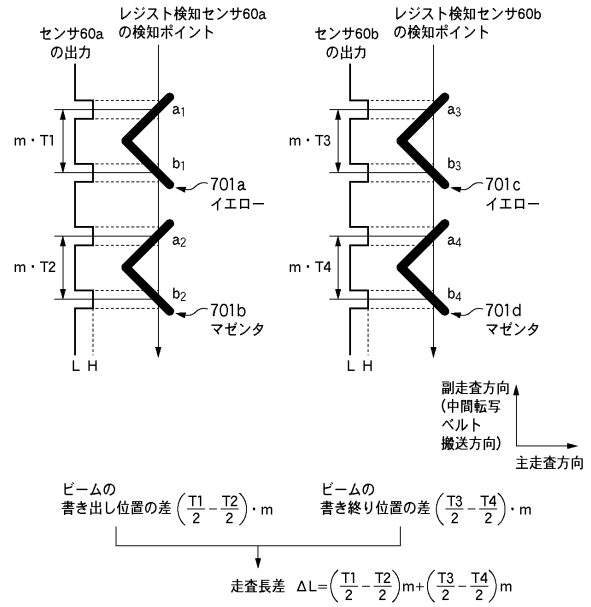 センサ60a
の出力
レジスト検知センサ60a
の検知ポイント
センサ60b
の出力
レジスト検知センサ60b
の検知ポイント
a1
m・T1
b1
701a
イエロー
a2
m・T2
b2
701b
マゼンタ
L H
a3
m・T3
b3
701c
イエロー
a4
m・T4
b4
701d
マゼンタ
L H
副走査方向
(中間転写
ベルト
搬送方向)
主走査方向
ビームの
書き出し位置の差 (T1/2 − T2/2)・m
ビームの
書き終り位置の差 (T3/2 − T4/2)・m
走査長差 ΔL=(T1/2 − T2/2)m+(T3/2 − T4/2)m